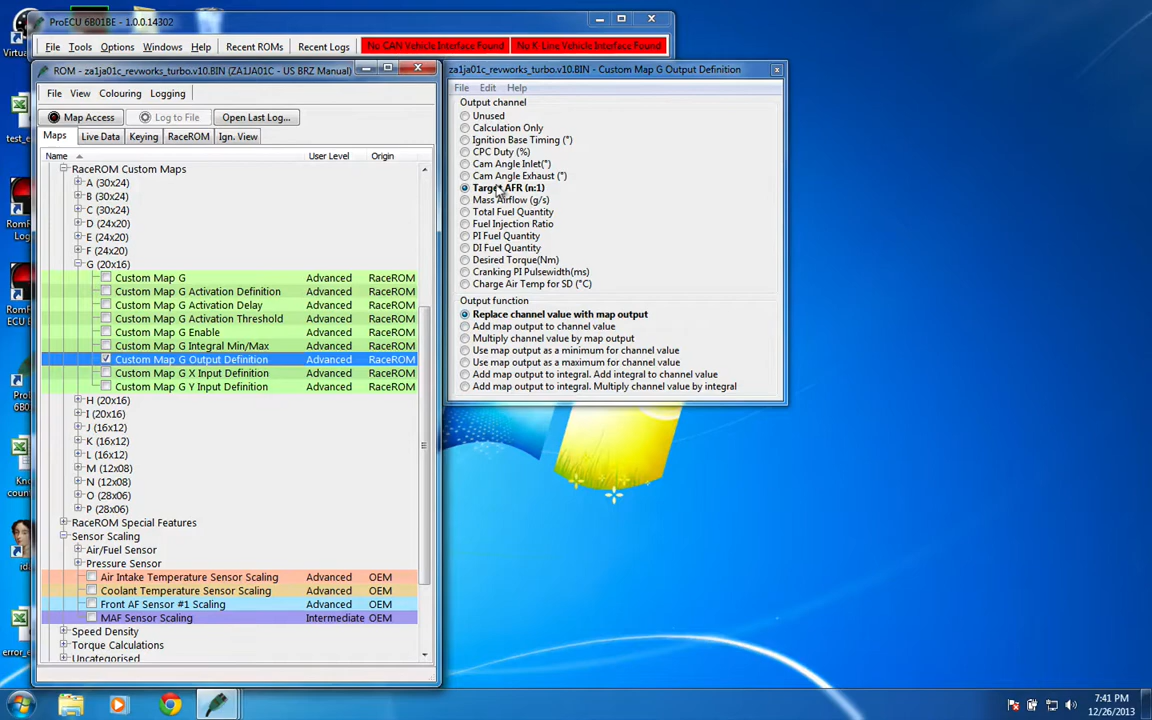 ProECU 6B01BE - 1.0.0.14302
File Tools Options Windows Help Recent ROMs Recent Logs No CAN Vehicle Interface Found No K-Line Vehicle Interface Found
ROM - za1ja01c_revworks_turbo.v10.BIN (ZA1JA01C - US BRZ Manual)
File View Colouring Logging
Map Access Log to File Open Last Log...
Maps Live Data Keying RaceROM Ign. View
Name User Level Origin
RaceROM Custom Maps
A (30x24)
B (30x24)
C (30x24)
D (24x20)
E (24x20)
F (24x20)
G (20x16)
Custom Map G Advanced RaceROM
Custom Map G Activation Definition Advanced RaceROM
Custom Map G Activation Delay Advanced RaceROM
Custom Map G Activation Threshold Advanced RaceROM
Custom Map G Enable Advanced RaceROM
Custom Map G Integral Min/Max Advanced RaceROM
Custom Map G Output Definition Advanced RaceROM
Custom Map G X Input Definition Advanced RaceROM
Custom Map G Y Input Definition Advanced RaceROM
H (20x16)
I (20x16)
J (16x12)
K (16x12)
L (16x12)
M (12x08)
N (12x08)
O (28x06)
P (28x06)
RaceROM Special Features
Sensor Scaling
Air/Fuel Sensor
Pressure Sensor
Air Intake Temperature Sensor Scaling Advanced OEM
Coolant Temperature Sensor Scaling Advanced OEM
Front AF Sensor #1 Scaling Advanced OEM
MAF Sensor Scaling Intermediate OEM
Speed Density
Torque Calculations
Uncategorised
za1ja01c_revworks_turbo.v10.BIN - Custom Map G Output Definition
File Edit Help
Output channel
Unused
Calculation Only
Ignition Base Timing (°)
CPC Duty (%)
Cam Angle Inlet(°)
Cam Angle Exhaust (°)
Target AFR (n:1)
Mass Airflow (g/s)
Total Fuel Quantity
Fuel Injection Ratio
PI Fuel Quantity
DI Fuel Quantity
Desired Torque(Nm)
Cranking PI Pulsewidth(ms)
Charge Air Temp for SD (°C)
Output function
Replace channel value with map output
Add map output to channel value
Multiply channel value by map output
Use map output as a minimum for channel value
Use map output as a maximum for channel value
Add map output to integral. Add integral to channel value
Add map output to integral. Multiply channel value by integral
test_e
error_e
7:41 PM
12/26/2013